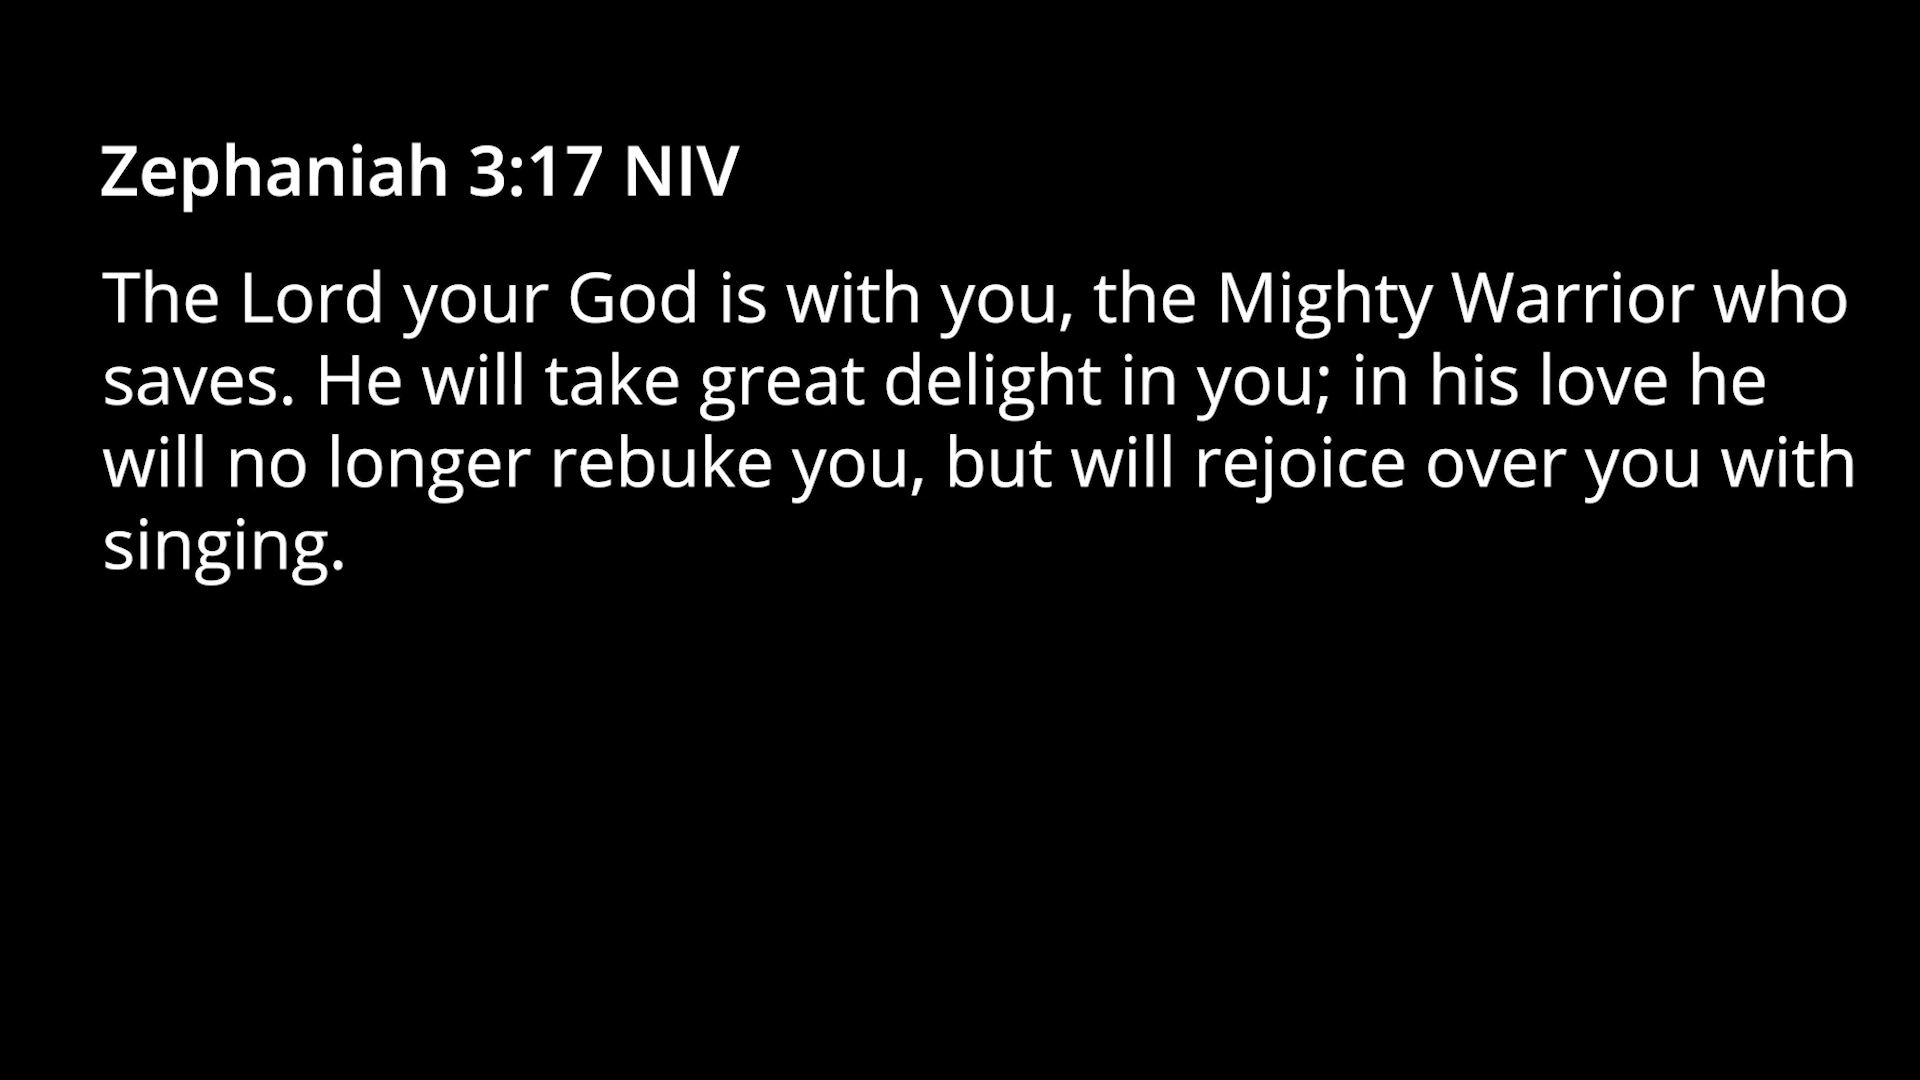 Zephaniah 3:17 NIV
The Lord your God is with you, the Mighty Warrior who
saves. He will take great delight in you; in his love he
will no longer rebuke you, but will rejoice over you with
singing.